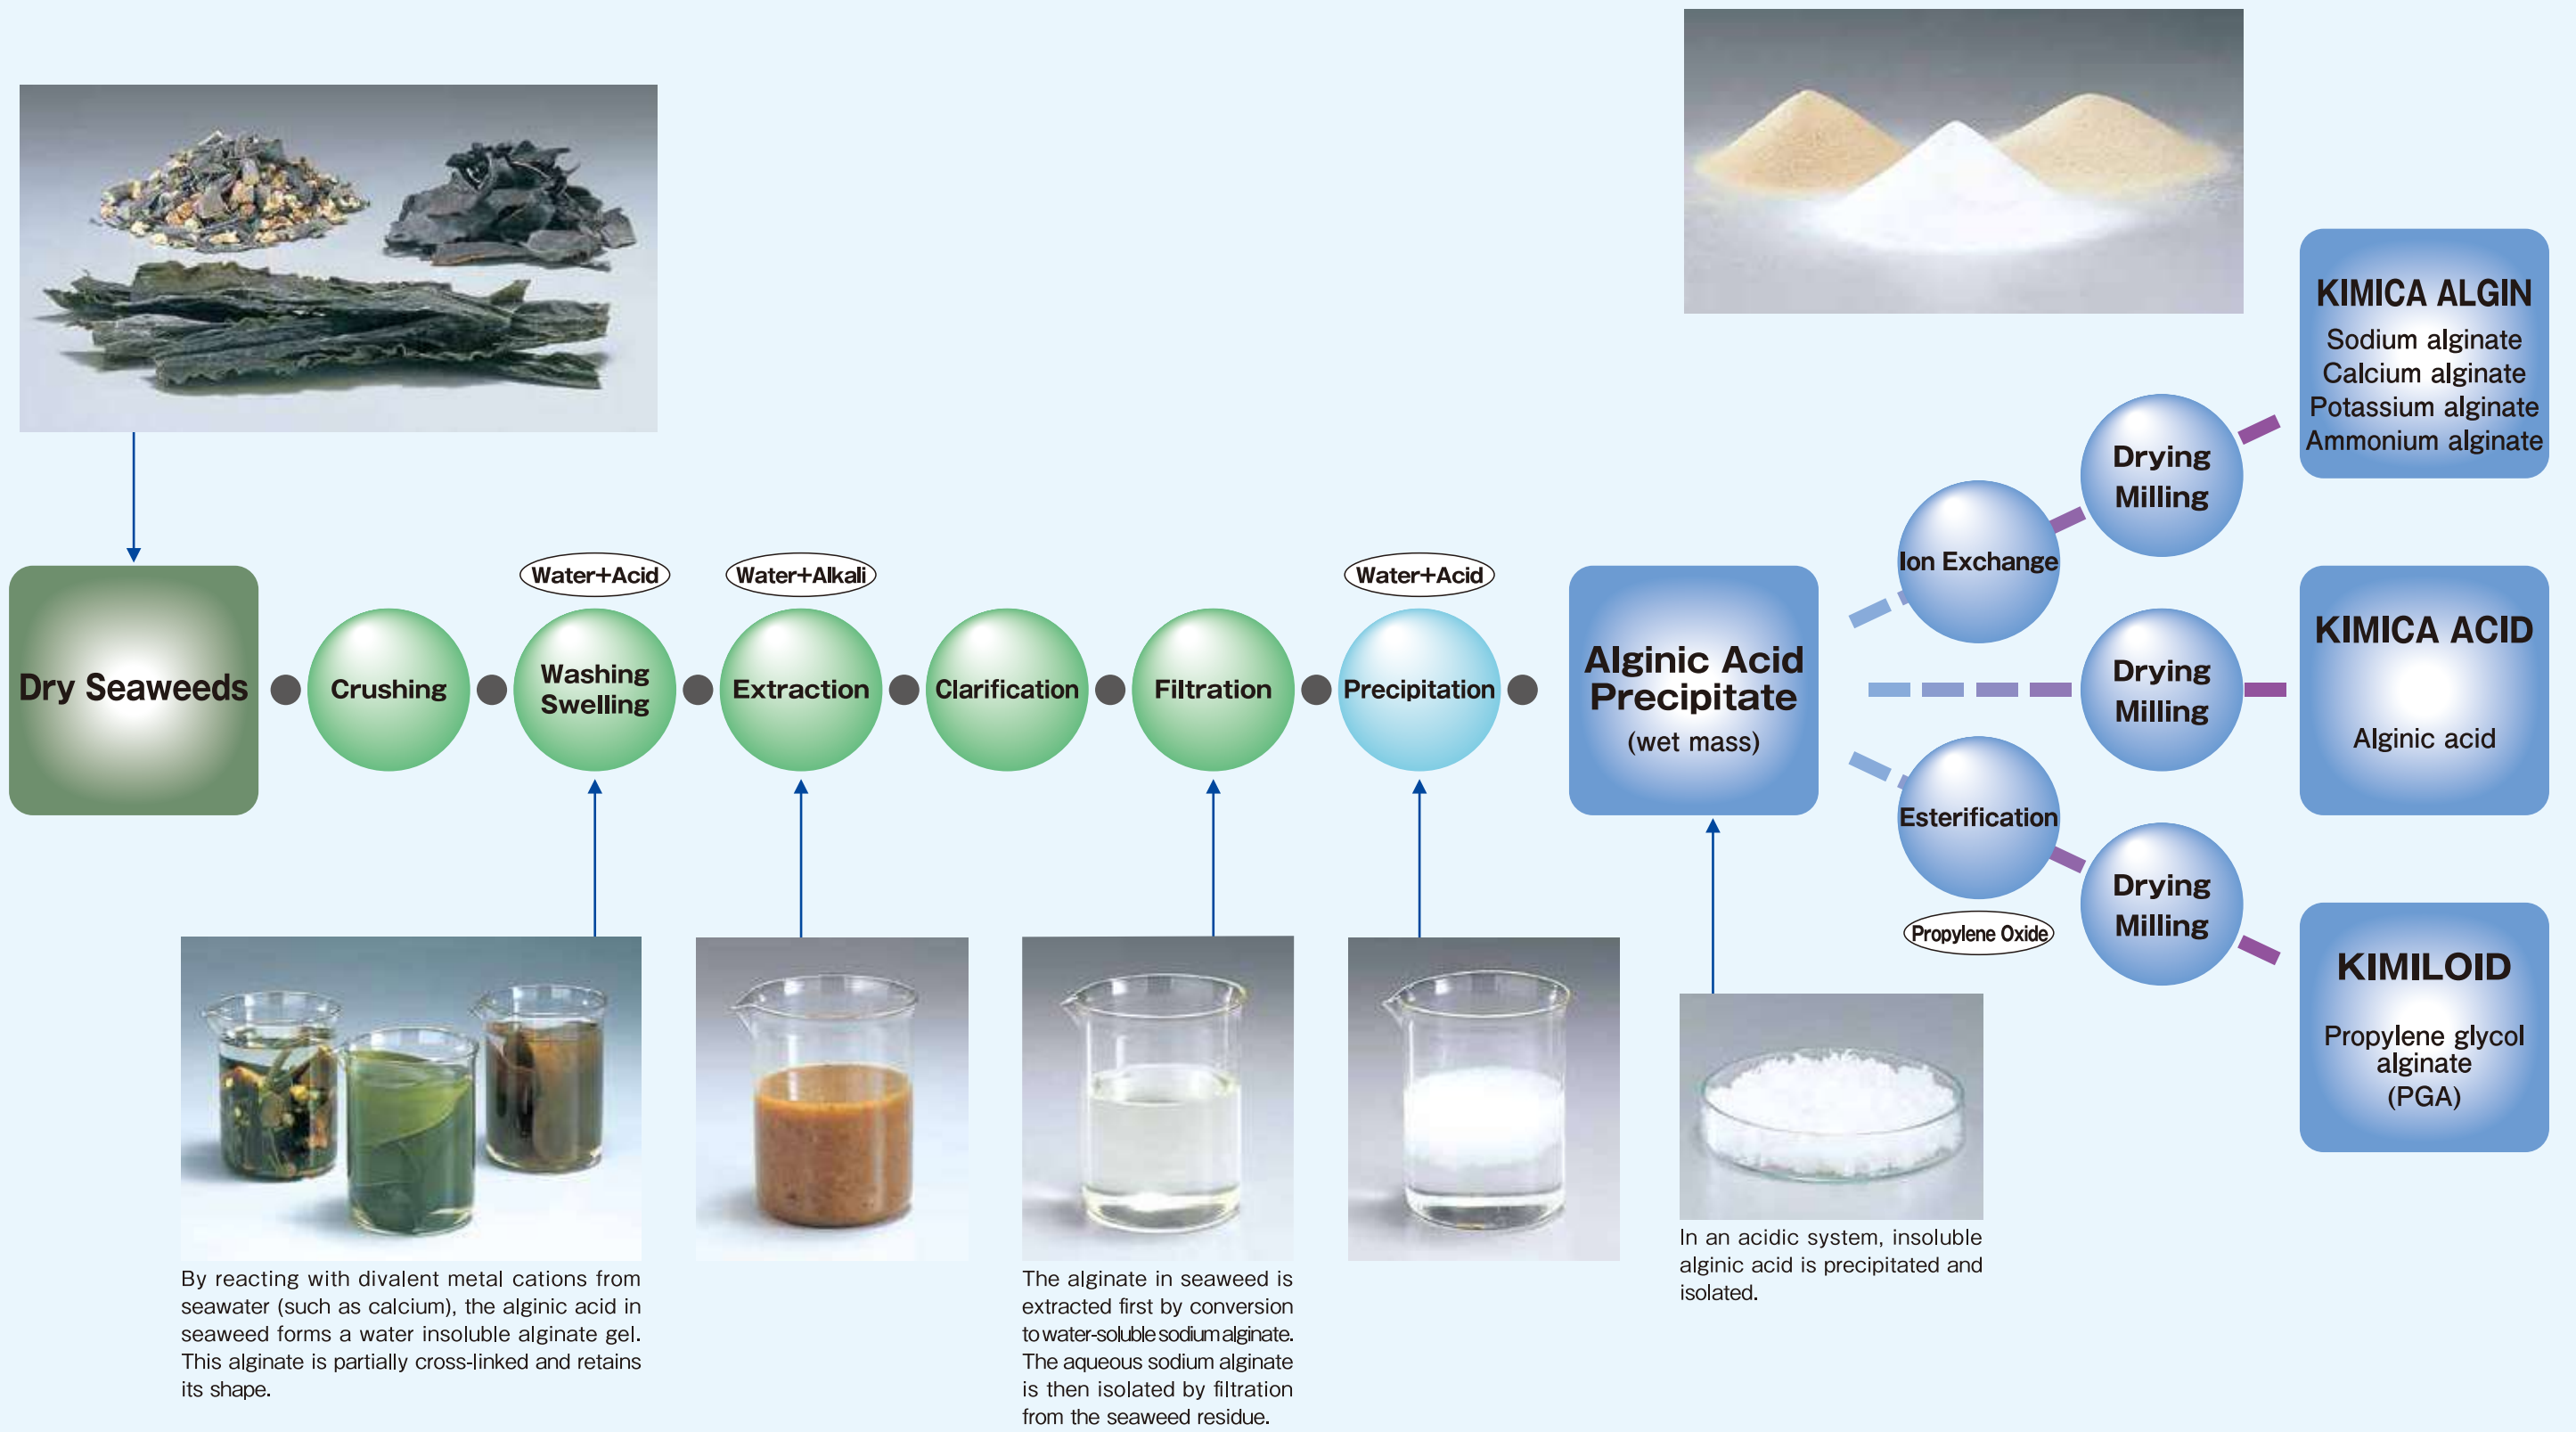 Dry Seaweeds
Crushing
Water+Acid
Washing
Swelling
Water+Alkali
Extraction
Clarification
Filtration
Water+Acid
Precipitation
Alginic Acid
Precipitate
(wet mass)
Ion Exchange
Drying
Milling
KIMICA ALGIN
Sodium alginate
Calcium alginate
Potassium alginate
Ammonium alginate
Drying
Milling
KIMICA ACID
Alginic acid
Esterification
Propylene Oxide
Drying
Milling
KIMILOID
Propylene glycol
alginate
(PGA)
By reacting with divalent metal cations from
seawater (such as calcium), the alginic acid in
seaweed forms a water insoluble alginate gel.
This alginate is partially cross-linked and retains
its shape.
The alginate in seaweed is
extracted first by conversion
to water-soluble sodium alginate.
The aqueous sodium alginate
is then isolated by filtration
from the seaweed residue.
In an acidic system, insoluble
alginic acid is precipitated and
isolated.